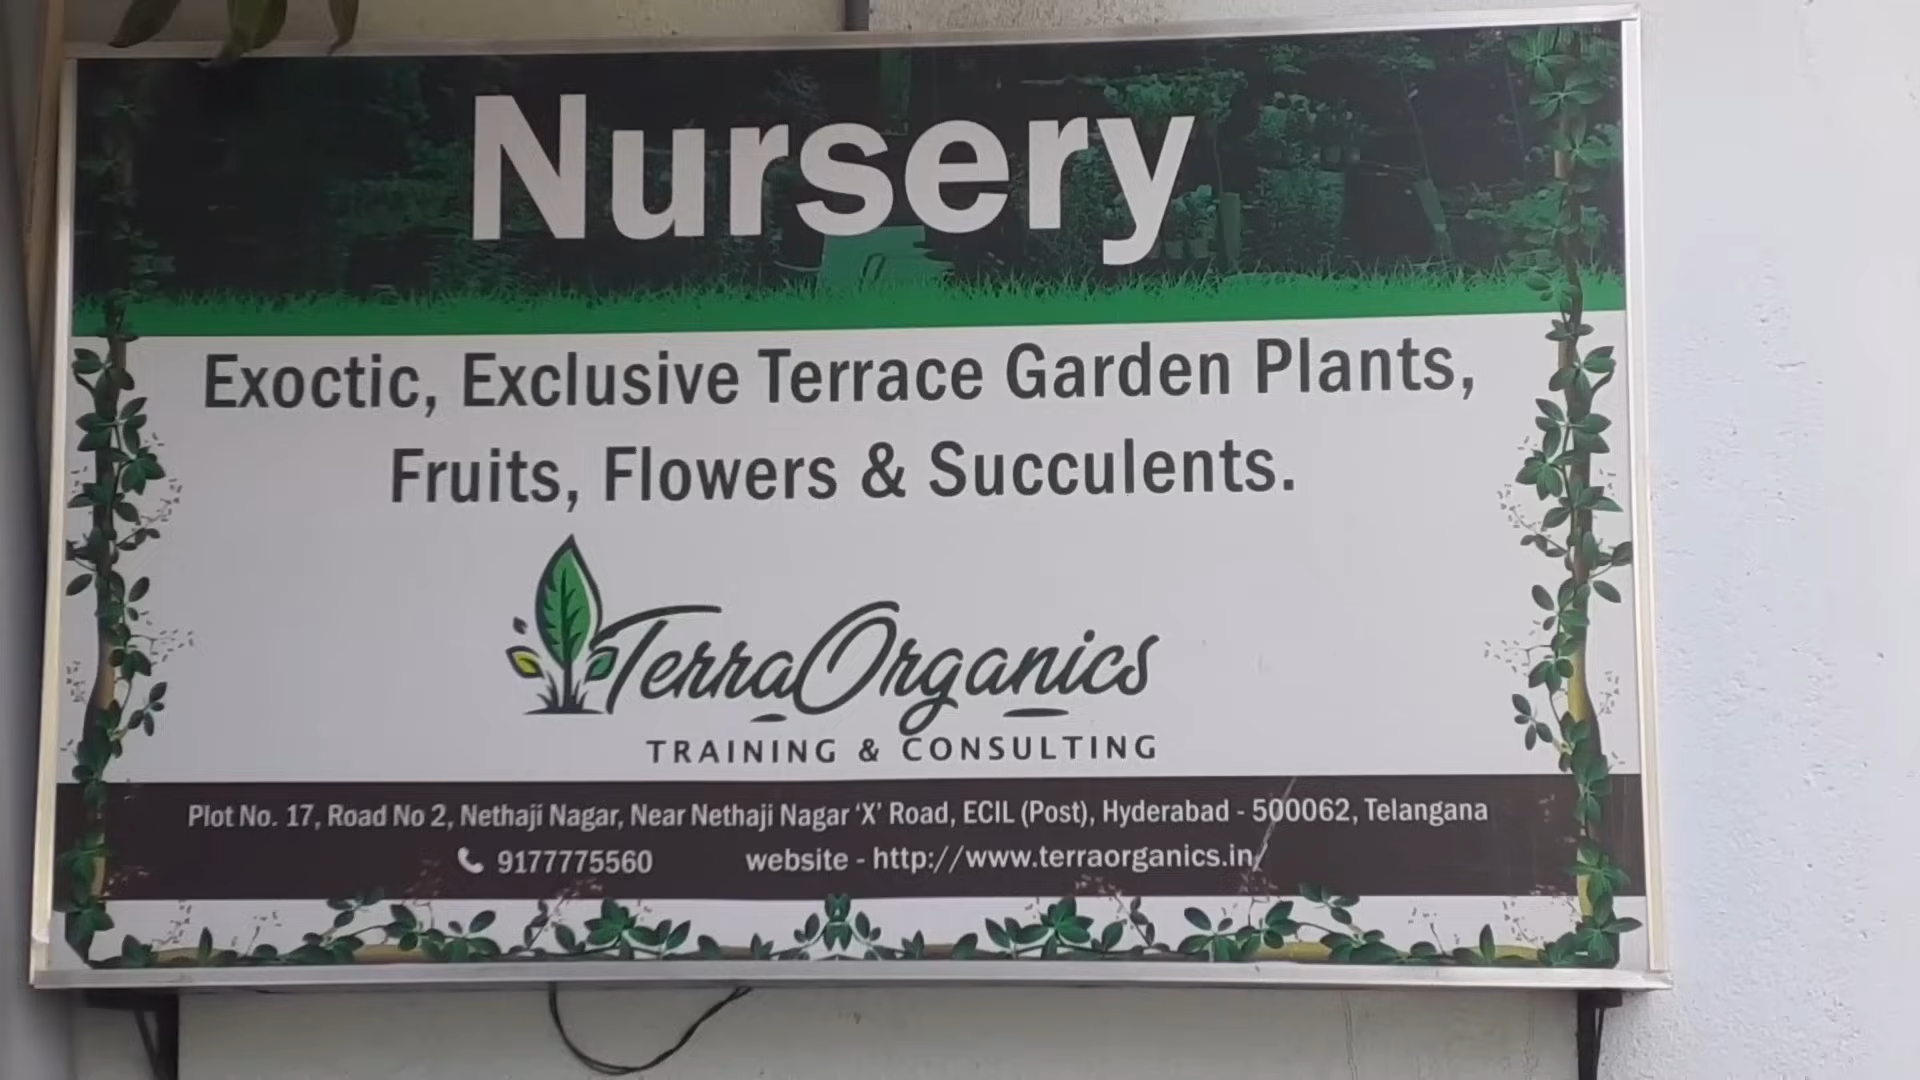 Nursery
Exoctic, Exclusive Terrace Garden Plants,
Fruits, Flowers & Succulents.
TerraOrganics
TRAINING & CONSULTING
Plot No. 17, Road No 2, Nethaji Nagar, Near Nethaji Nagar ‘X’ Road, ECIL (Post), Hyderabad - 500062, Telangana
9177775560 website - http://www.terraorganics.in/